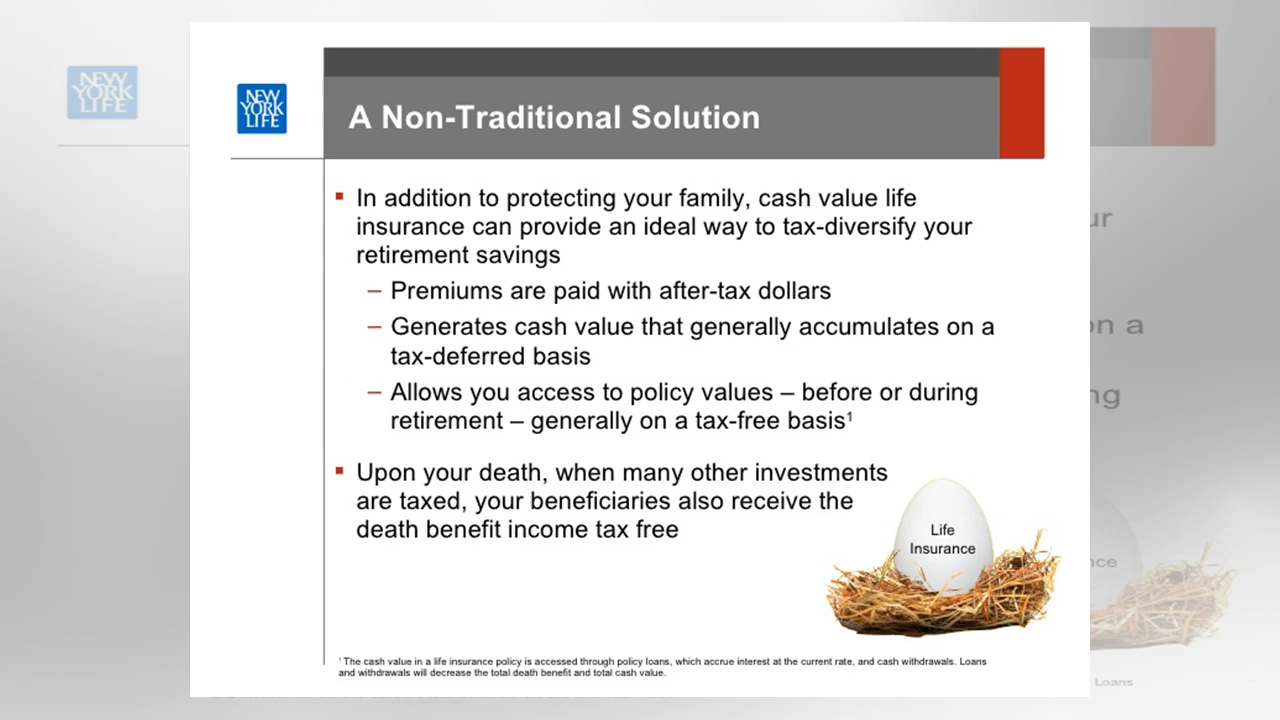 NEW
YORK
LIFE
A Non-Traditional Solution
In addition to protecting your family, cash value life
insurance can provide an ideal way to tax-diversify your
retirement savings
– Premiums are paid with after-tax dollars
– Generates cash value that generally accumulates on a
tax-deferred basis
– Allows you access to policy values – before or during
retirement – generally on a tax-free basis¹
Upon your death, when many other investments
are taxed, your beneficiaries also receive the
death benefit income tax free
Life
Insurance
¹ The cash value in a life insurance policy is accessed through policy loans, which accrue interest at the current rate, and cash withdrawals. Loans
and withdrawals will decrease the total death benefit and total cash value.
NEW
YORK
LIFE
on a
Loans